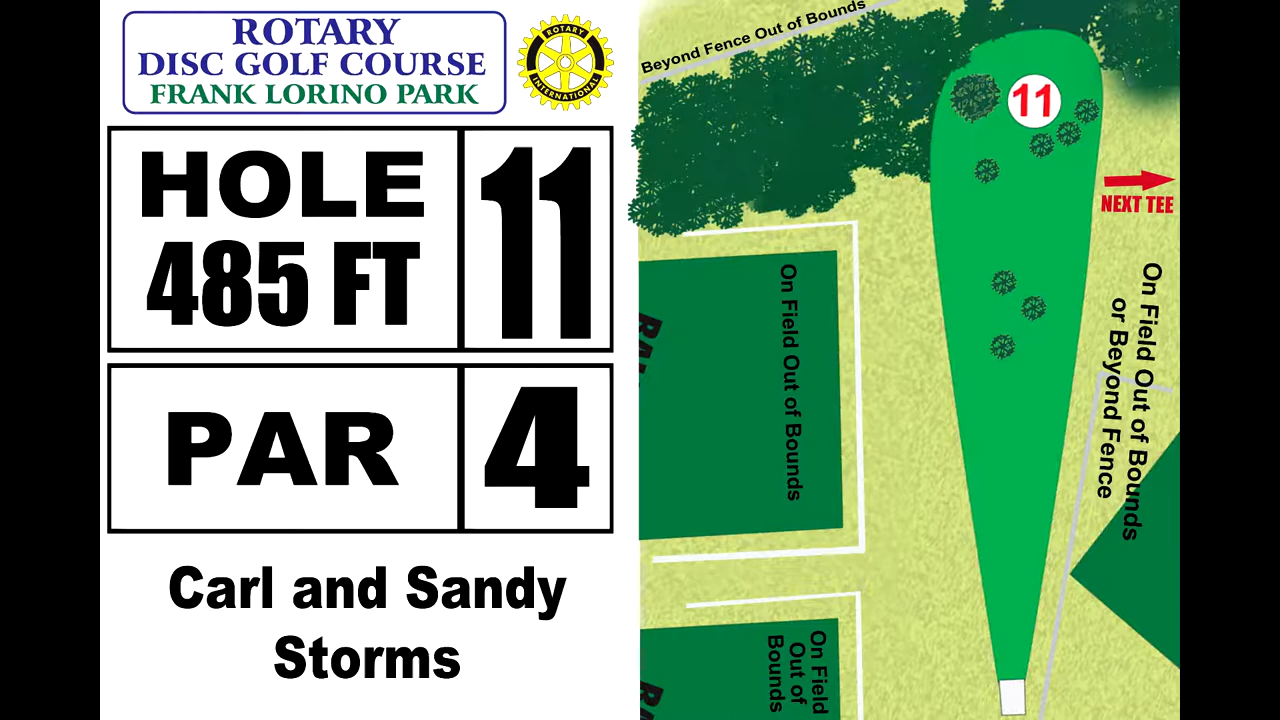 ROTARY
DISC GOLF COURSE
FRANK LORINO PARK
ROTARY
INTERNATIONAL
HOLE
485 FT
11
PAR
4
Carl and Sandy
Storms
Beyond Fence Out of Bounds
11
NEXT TEE
On Field Out of Bounds
On Field Out of Bounds
or Beyond Fence
On Field
Out of
Bounds